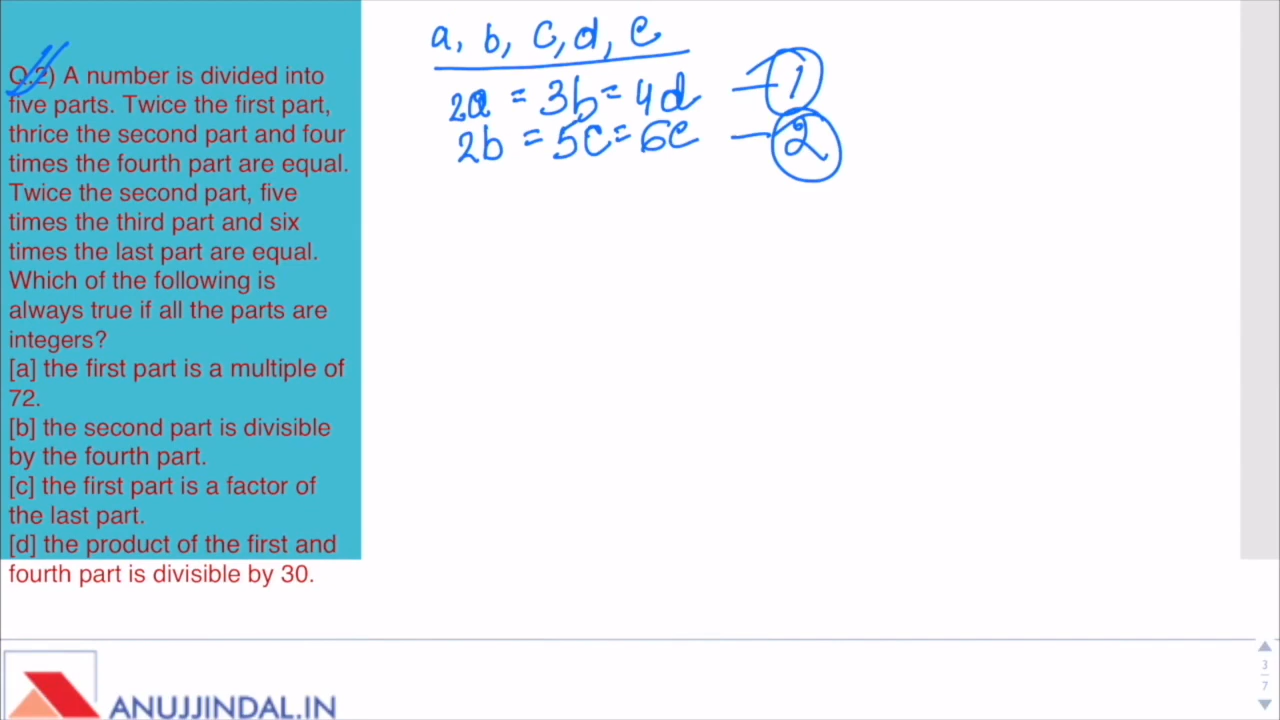 Q.2) A number is divided into
five parts. Twice the first part,
thrice the second part and four
times the fourth part are equal.
Twice the second part, five
times the third part and six
times the last part are equal.
Which of the following is
always true if all the parts are
integers?
[a] the first part is a multiple of
72.
[b] the second part is divisible
by the fourth part.
[c] the first part is a factor of
the last part.
[d] the product of the first and
fourth part is divisible by 30.
a, b, c, d, e
2a = 3b = 4d — 1
2b = 5c = 6e — 2
3
7
ANUJJINDAL.IN